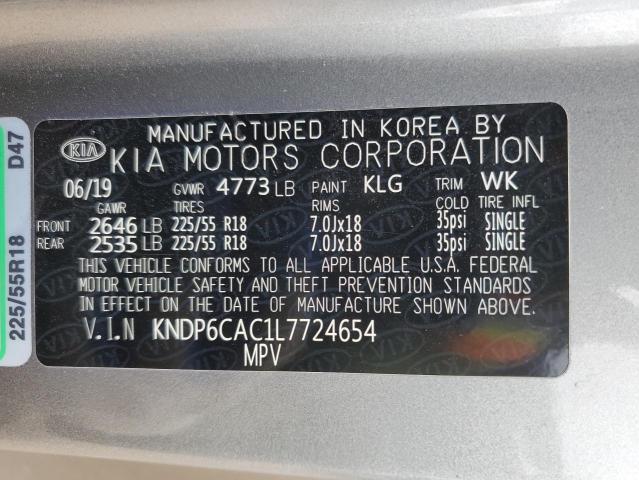 MANUFACTURED IN KOREA BY
KIA KIA MOTORS CORPORATION
06/19 GVWR 4773 LB PAINT KLG TRIM WK
GAWR TIRES RIMS COLD TIRE INFL
FRONT 2646 LB 225/55 R18 7.0Jx18 35psi SINGLE
REAR 2535 LB 225/55 R18 7.0Jx18 35psi SINGLE
THIS VEHICLE CONFORMS TO ALL APPLICABLE U.S.A. FEDERAL
MOTOR VEHICLE SAFETY AND THEFT PREVENTION STANDARDS
IN EFFECT ON THE DATE OF MANUFACTURE SHOWN ABOVE.
V.I.N KNDP6CAC1L7724654
MPV
225/55R18 D47